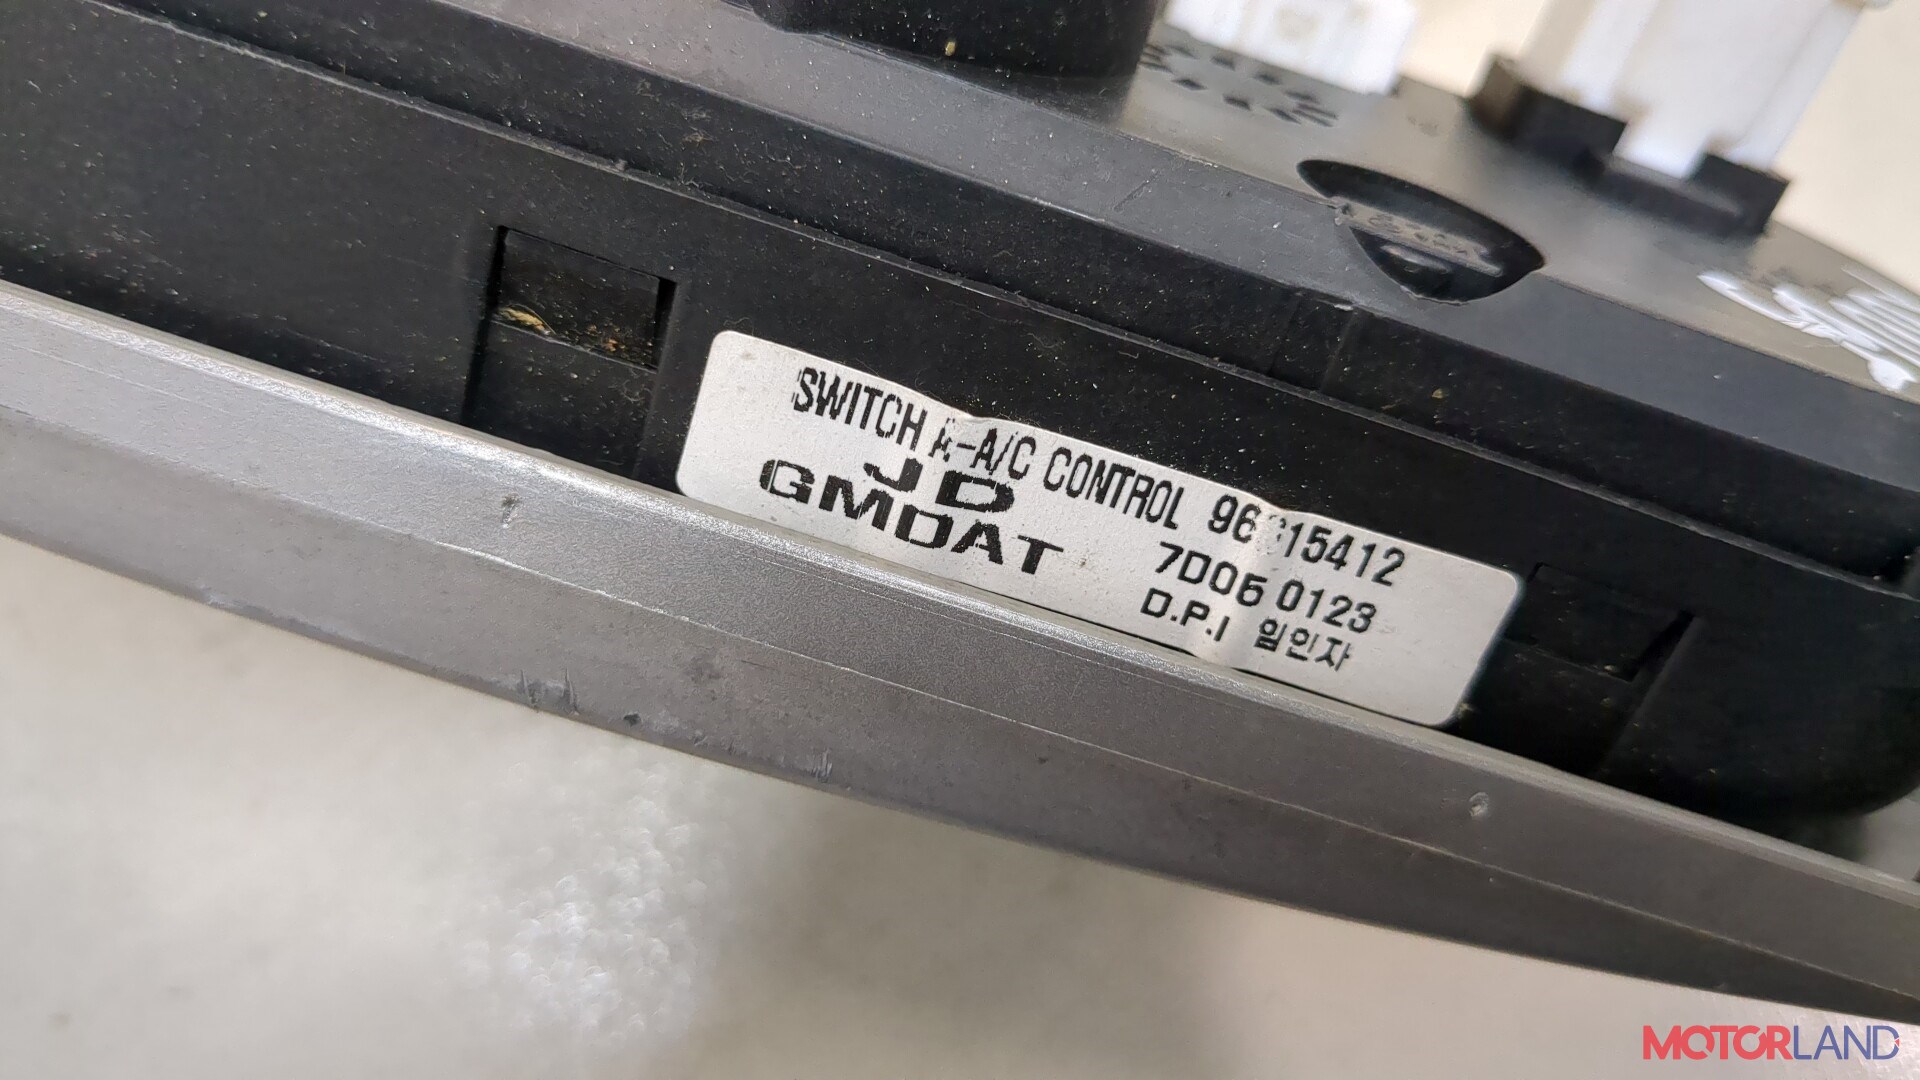 SWITCH A-A/C CONTROL
JD
GMDAT
7D06 0123
D.P.I 임인자
MOTORLAND